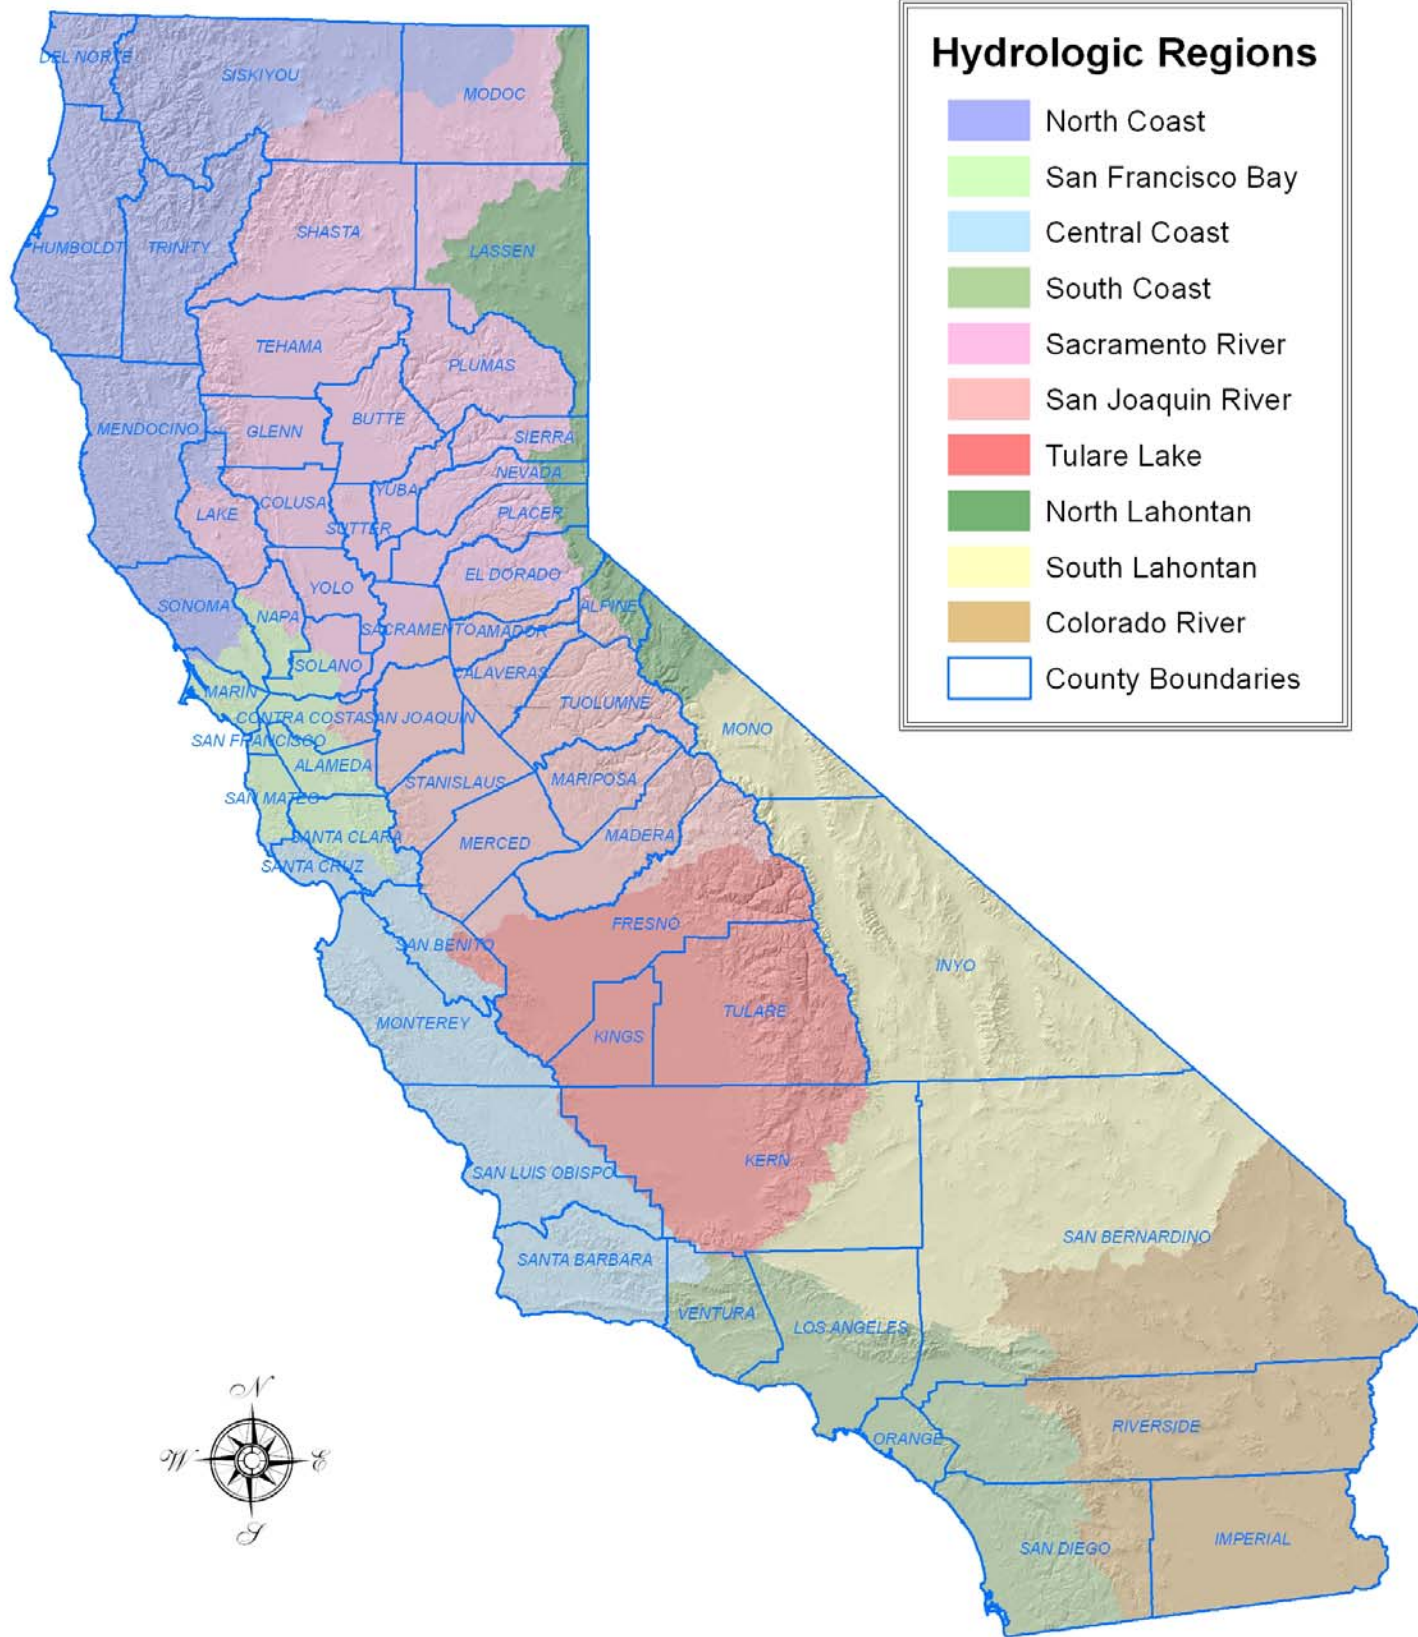 Hydrologic Regions
North Coast
San Francisco Bay
Central Coast
South Coast
Sacramento River
San Joaquin River
Tulare Lake
North Lahontan
South Lahontan
Colorado River
County Boundaries
DEL NORTE
SISKIYOU
MODOC
HUMBOLDT
TRINITY
SHASTA
LASSEN
TEHAMA
PLUMAS
MENDOCINO
GLENN
BUTTE
SIERRA
NEVADA
YUBA
COLUSA
LAKE
SUTTER
PLACER
YOLO
EL DORADO
SONOMA
NAPA
ALPINE
SACRAMENTO
AMADOR
SOLANO
CALAVERAS
MARIN
TUOLUMNE
CONTRA COSTA
SAN JOAQUIN
MONO
SAN FRANCISCO
ALAMEDA
STANISLAUS
MARIPOSA
SAN MATEO
SANTA CLARA
MERCED
MADERA
SANTA CRUZ
FRESNO
SAN BENITO
INYO
MONTEREY
KINGS
TULARE
SAN LUIS OBISPO
KERN
SAN BERNARDINO
SANTA BARBARA
VENTURA
LOS ANGELES
ORANGE
RIVERSIDE
SAN DIEGO
IMPERIAL
N
W
E
S